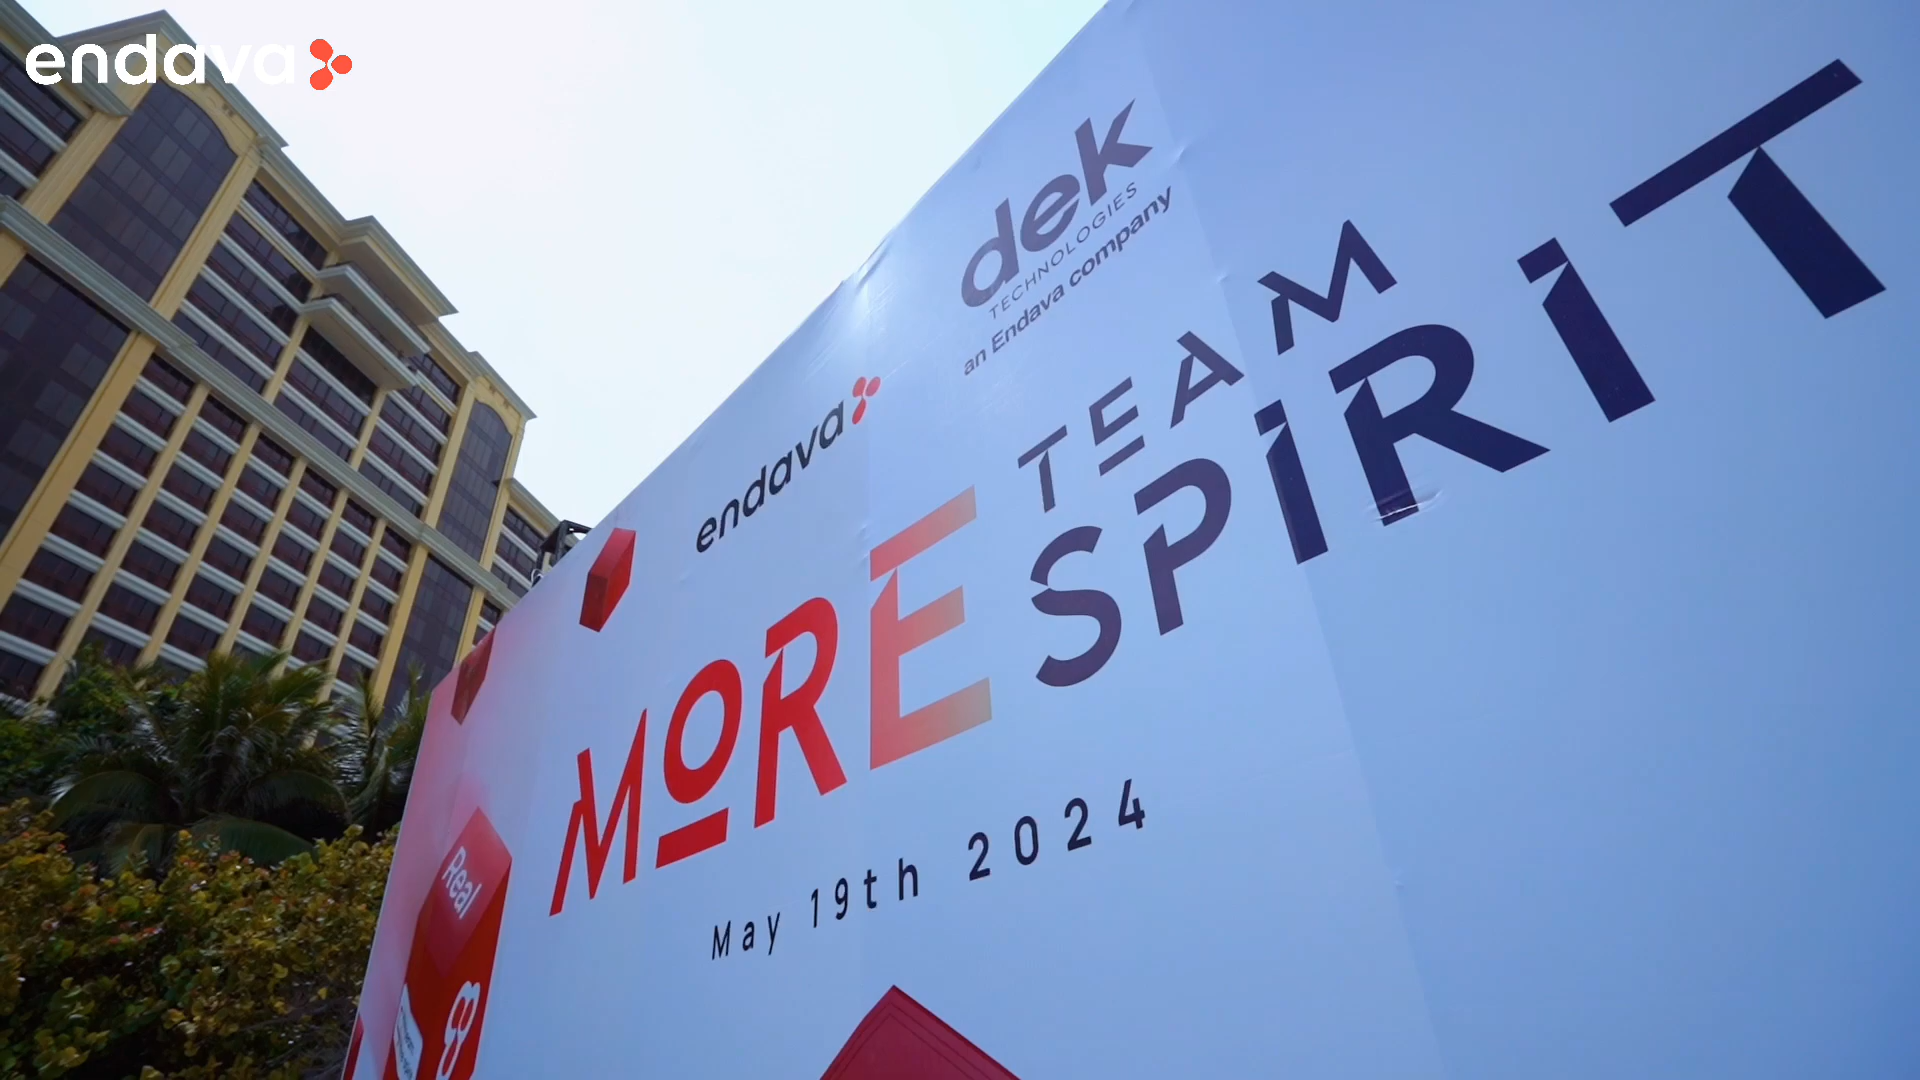 endava
dek
TECHNOLOGIES
an Endava company
endava
TEAM
MORE SPIRIT
May 19th 2024
Real